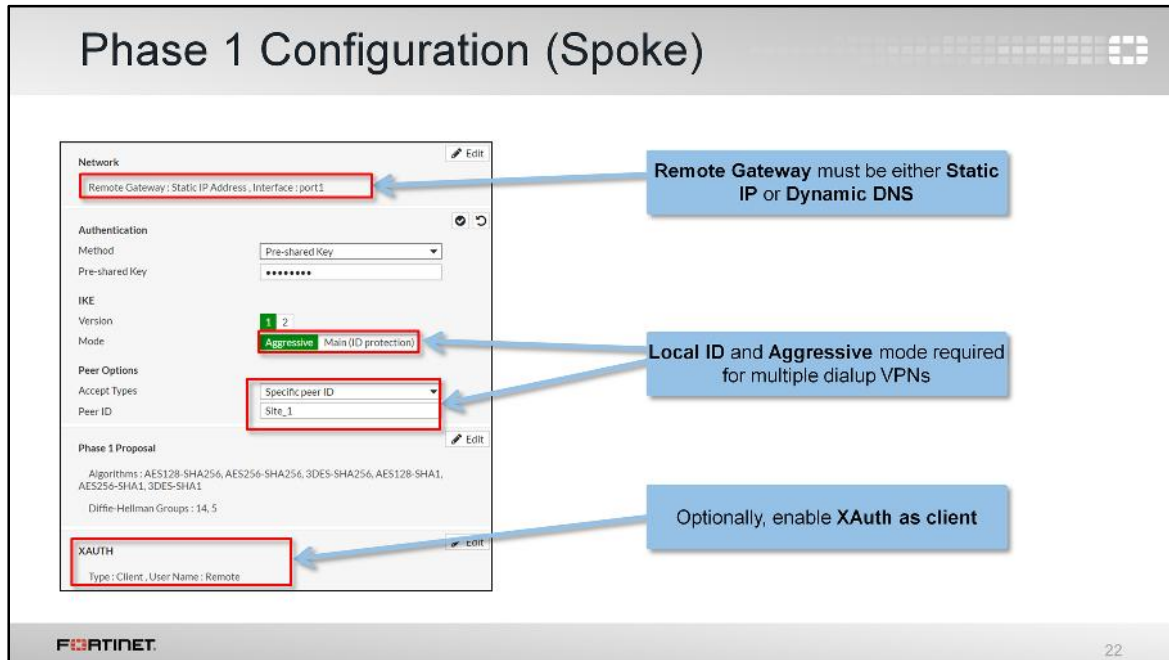 Phase 1 Configuration (Spoke)
Network
Edit
Remote Gateway : Static IP Address , Interface : port1
Remote Gateway must be either Static
IP or Dynamic DNS
Authentication
Method
Pre-shared Key
Pre-shared Key
••••••••
IKE
Version
1 2
Mode
Aggressive Main (ID protection)
Local ID and Aggressive mode required
for multiple dialup VPNs
Peer Options
Accept Types
Specific peer ID
Peer ID
Site_1
Phase 1 Proposal
Edit
Algorithms : AES128-SHA256, AES256-SHA256, 3DES-SHA256, AES128-SHA1,
AES256-SHA1, 3DES-SHA1
Diffie-Hellman Groups : 14, 5
Optionally, enable XAuth as client
XAUTH
Edit
Type : Client , User Name : Remote
FORTINET
22